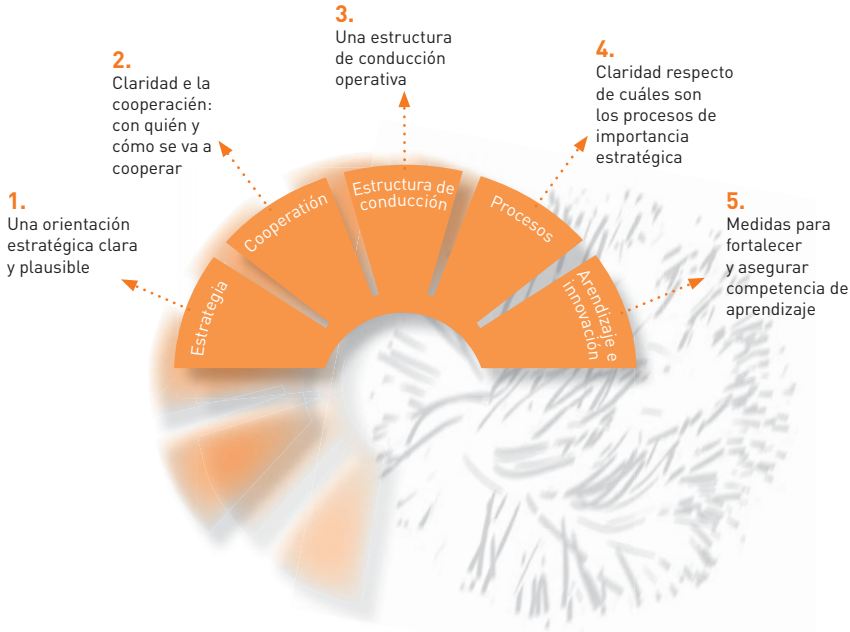 1.
Una orientación
estratégica clara
y plausible
2.
Claridad e la
cooperacién:
con quién y
cómo se va a
cooperar
3.
Una estructura
de conducción
operativa
4.
Claridad respecto
de cuáles son
los procesos de
importancia
estratégica
5.
Medidas para
fortalecer
y asegurar
competencia de
aprendizaje
Estrategia
Cooperatión
Estructura de
conducción
Procesos
Arendizaje e
innovación